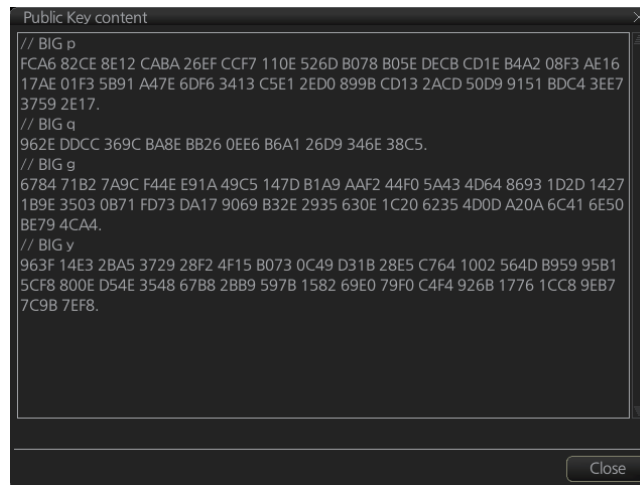 Public Key content
// BIG p
FCA6 82CE 8E12 CABA 26EF CCF7 110E 526D B078 B05E DECB CD1E B4A2 08F3 AE16
17AE 01F3 5B91 A47E 6DF6 3413 C5E1 2ED0 899B CD13 2ACD 50D9 9151 BDC4 3EE7
3759 2E17.
// BIG q
962E DDCC 369C BA8E BB26 0EE6 B6A1 26D9 346E 38C5.
// BIG g
6784 71B2 7A9C F44E E91A 49C5 147D B1A9 AAF2 44F0 5A43 4D64 8693 1D2D 1427
1B9E 3503 0B71 FD73 DA17 9069 B32E 2935 630E 1C20 6235 4D0D A20A 6C41 6E50
BE79 4CA4.
// BIG y
963F 14E3 2BA5 3729 28F2 4F15 B073 0C49 D31B 28E5 C764 1002 564D B959 95B1
5CF8 800E D54E 3548 67B8 2BB9 597B 1582 69E0 79F0 C4F4 926B 1776 1CC8 9EB7
7C9B 7EF8.
Close